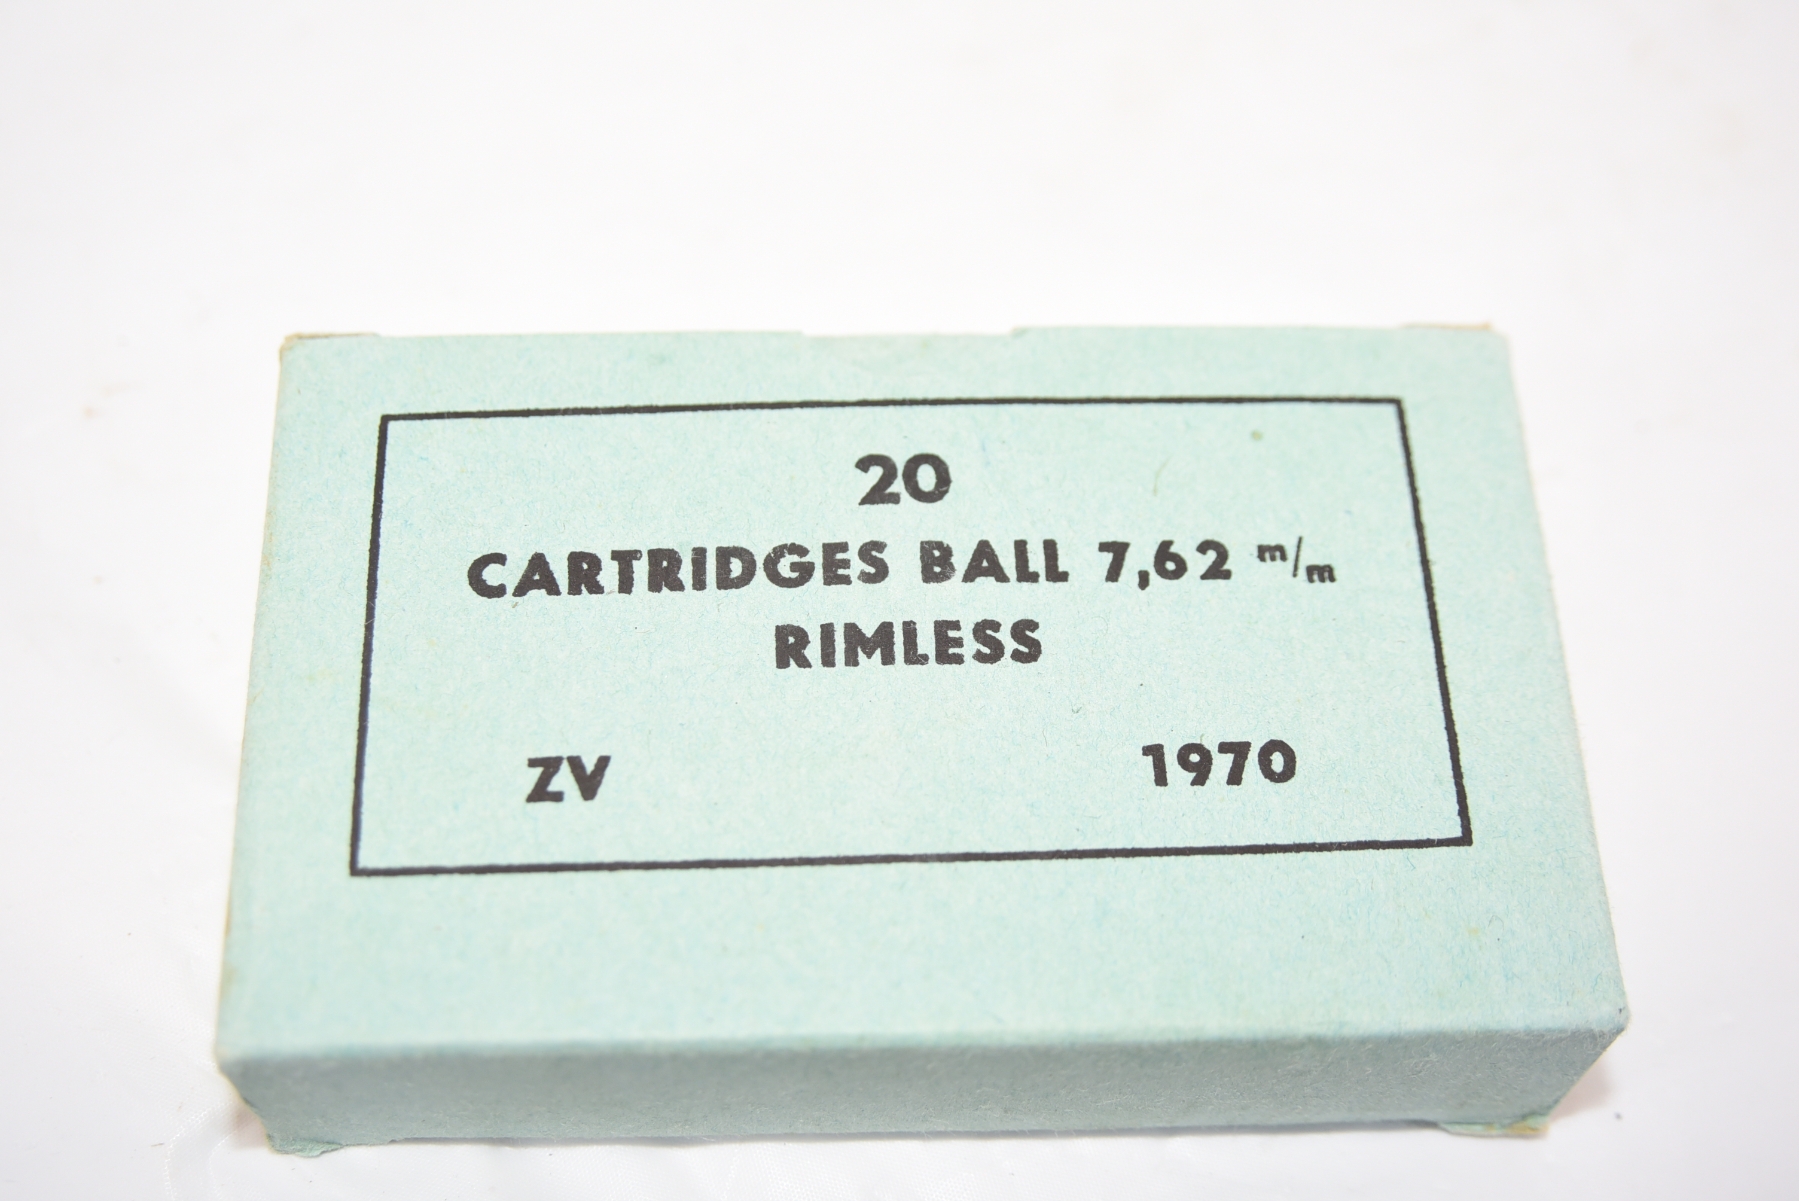 20
CARTRIDGES BALL 7,62 m/m
RIMLESS
ZV 1970